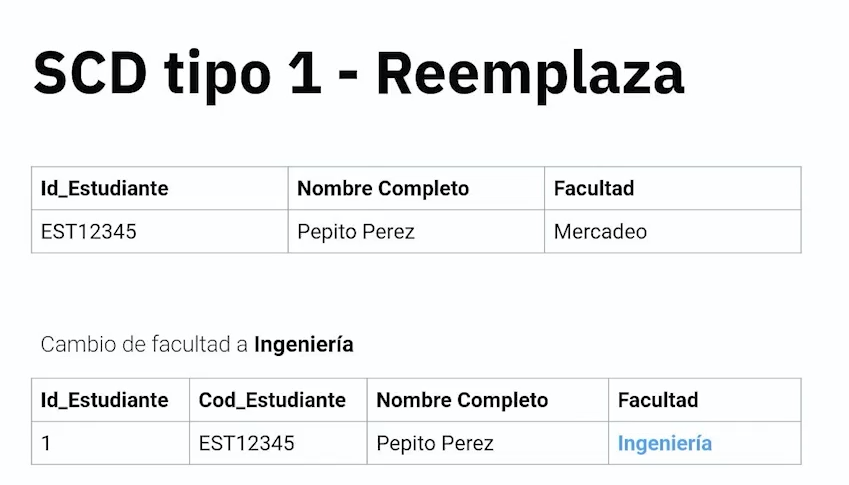 SCD tipo 1 - Reemplaza
Id_Estudiante Nombre Completo Facultad
EST12345 Pepito Perez Mercadeo
Cambio de facultad a Ingeniería
Id_Estudiante Cod_Estudiante Nombre Completo Facultad
1 EST12345 Pepito Perez Ingeniería